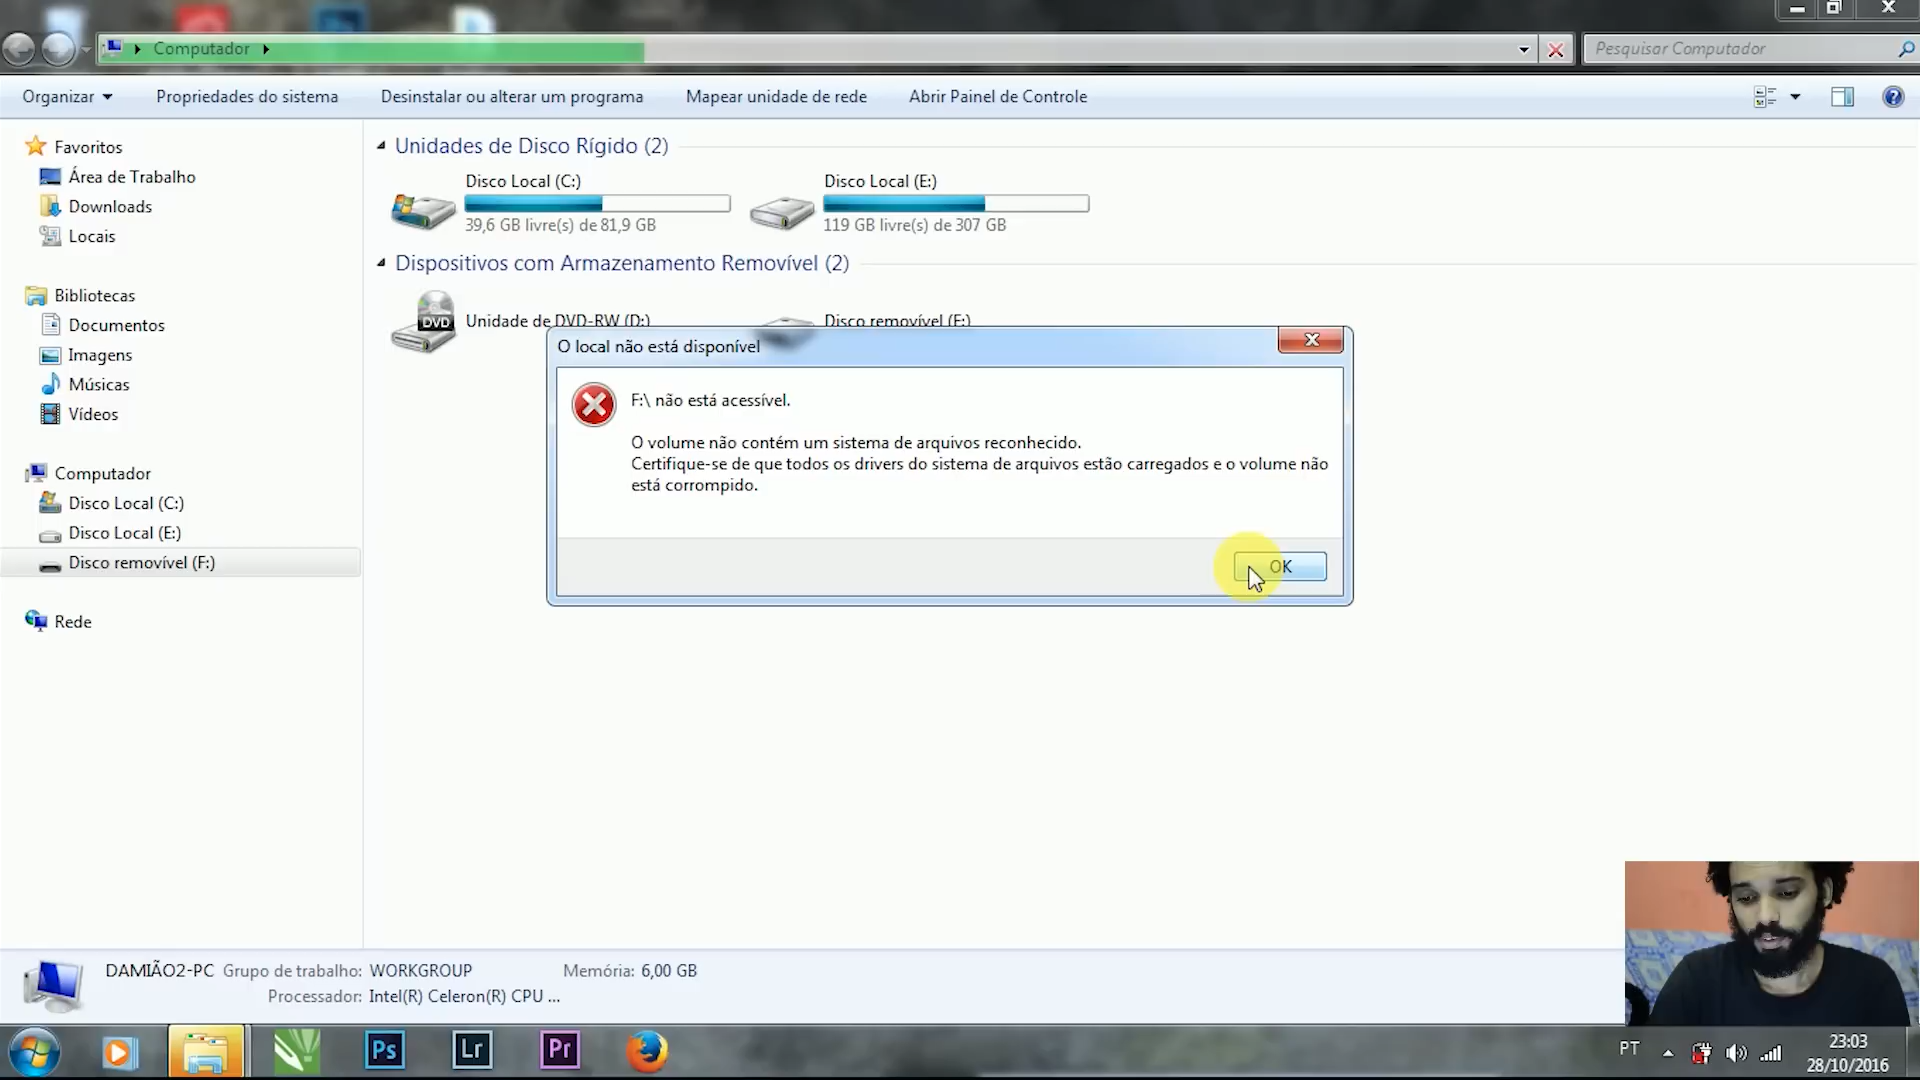 Computador
Pesquisar Computador
Organizar
Propriedades do sistema
Desinstalar ou alterar um programa
Mapear unidade de rede
Abrir Painel de Controle
Favoritos
Área de Trabalho
Downloads
Locais
Bibliotecas
Documentos
Imagens
Músicas
Vídeos
Computador
Disco Local (C:)
Disco Local (E:)
Disco removível (F:)
Rede
Unidades de Disco Rígido (2)
Disco Local (C:)
39,6 GB livre(s) de 81,9 GB
Disco Local (E:)
119 GB livre(s) de 307 GB
Dispositivos com Armazenamento Removível (2)
DVD
Unidade de DVD-RW (D:)
Disco removível (F:)
O local não está disponível
F:\ não está acessível.
O volume não contém um sistema de arquivos reconhecido.
Certifique-se de que todos os drivers do sistema de arquivos estão carregados e o volume não
está corrompido.
OK
DAMIÃO2-PC Grupo de trabalho: WORKGROUP Memória: 6,00 GB
Processador: Intel(R) Celeron(R) CPU ...
Ps
Lr
Pr
PT
23:03
28/10/2016